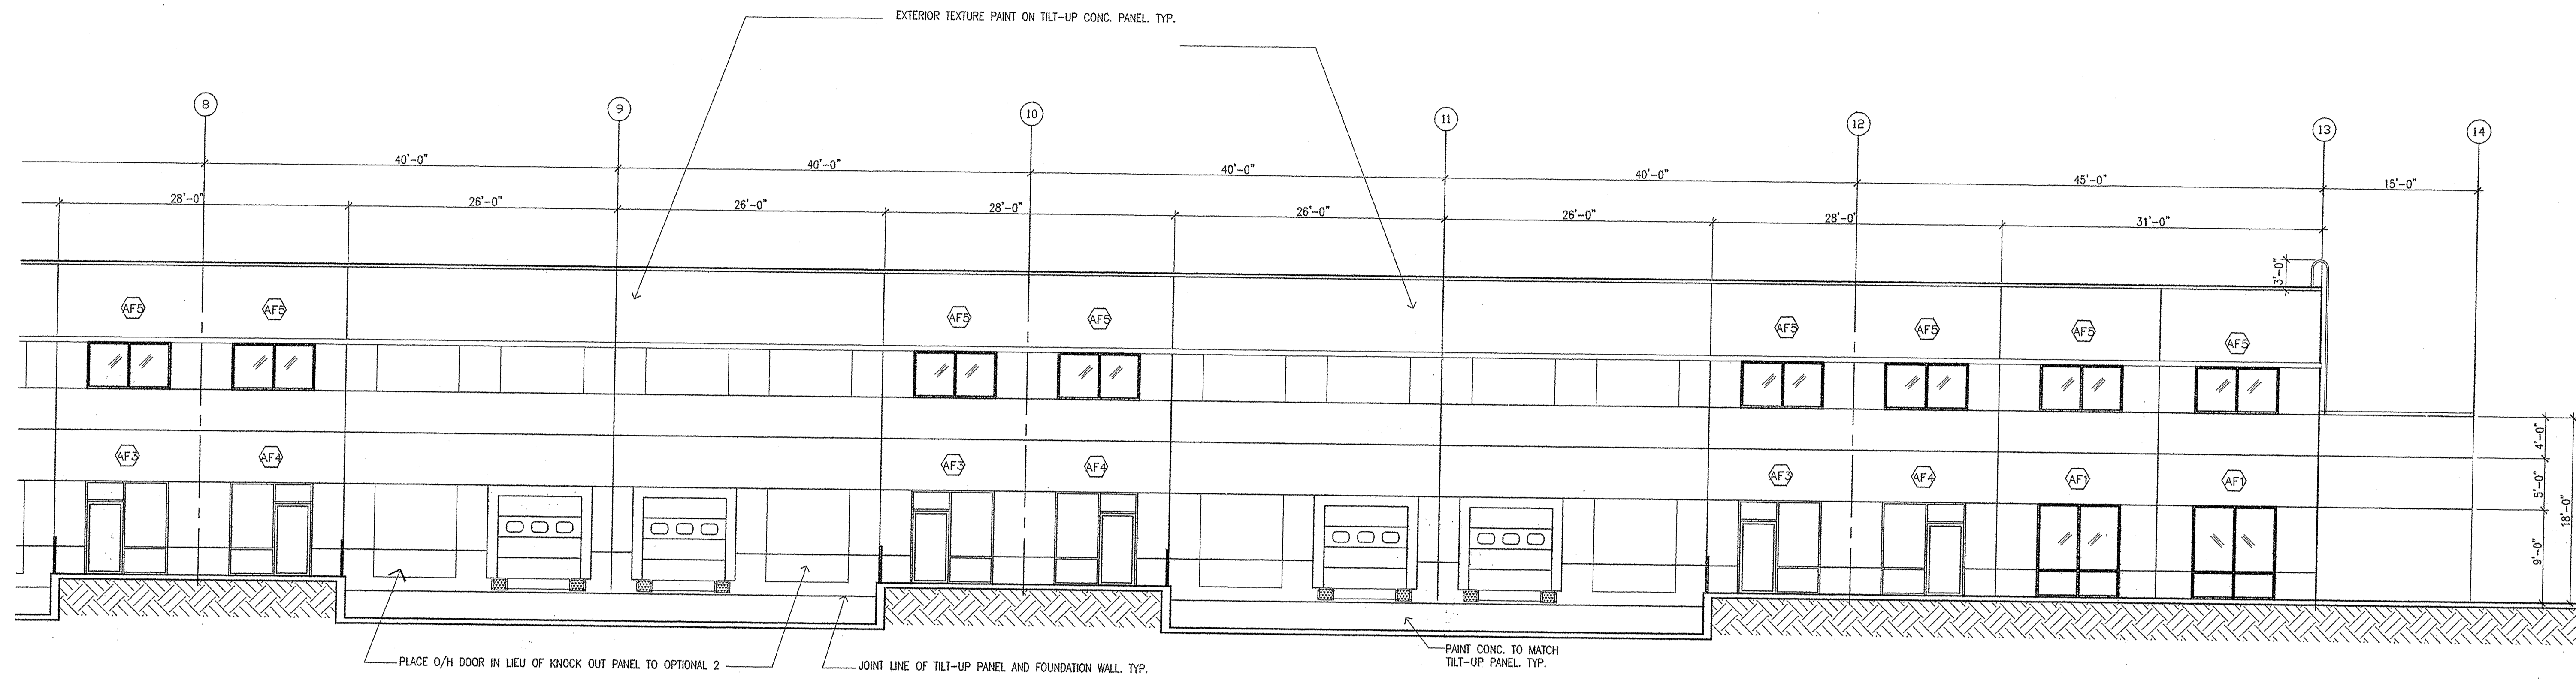 EXTERIOR TEXTURE PAINT ON TILT-UP CONC. PANEL. TYP.
8 9 10 11 12 13 14
40'-0" 40'-0" 40'-0" 40'-0" 45'-0" 15'-0"
28'-0" 26'-0" 26'-0" 28'-0" 26'-0" 26'-0" 28'-0" 31'-0"
3'-0"
AF5 AF5 AF5 AF5 AF5 AF5 AF5 AF5
AF3 AF4 AF3 AF4 AF3 AF4 AF1 AF1
4'-0"
5'-0"
9'-0"
18'-0"
PLACE O/H DOOR IN LIEU OF KNOCK OUT PANEL TO OPTIONAL 2
JOINT LINE OF TILT-UP PANEL AND FOUNDATION WALL. TYP.
PAINT CONC. TO MATCH
TILT-UP PANEL. TYP.